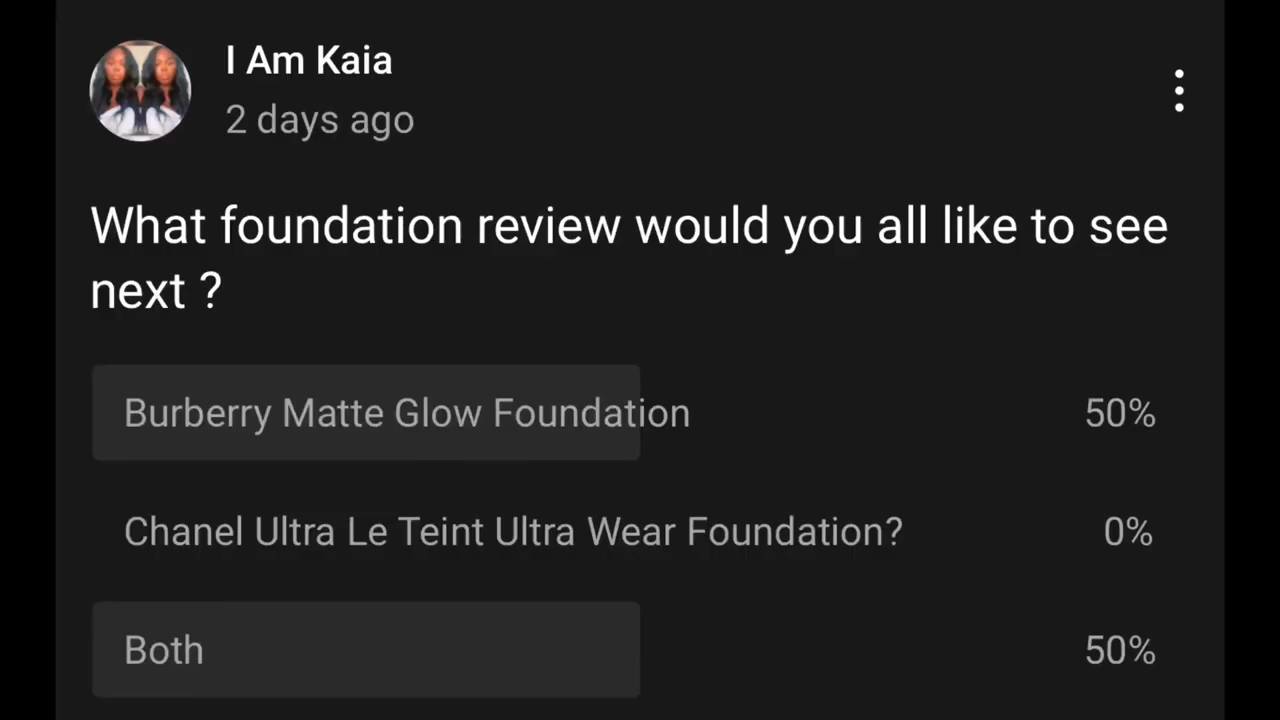 I Am Kaia
2 days ago
What foundation review would you all like to see
next ?
Burberry Matte Glow Foundation 50%
Chanel Ultra Le Teint Ultra Wear Foundation? 0%
Both 50%